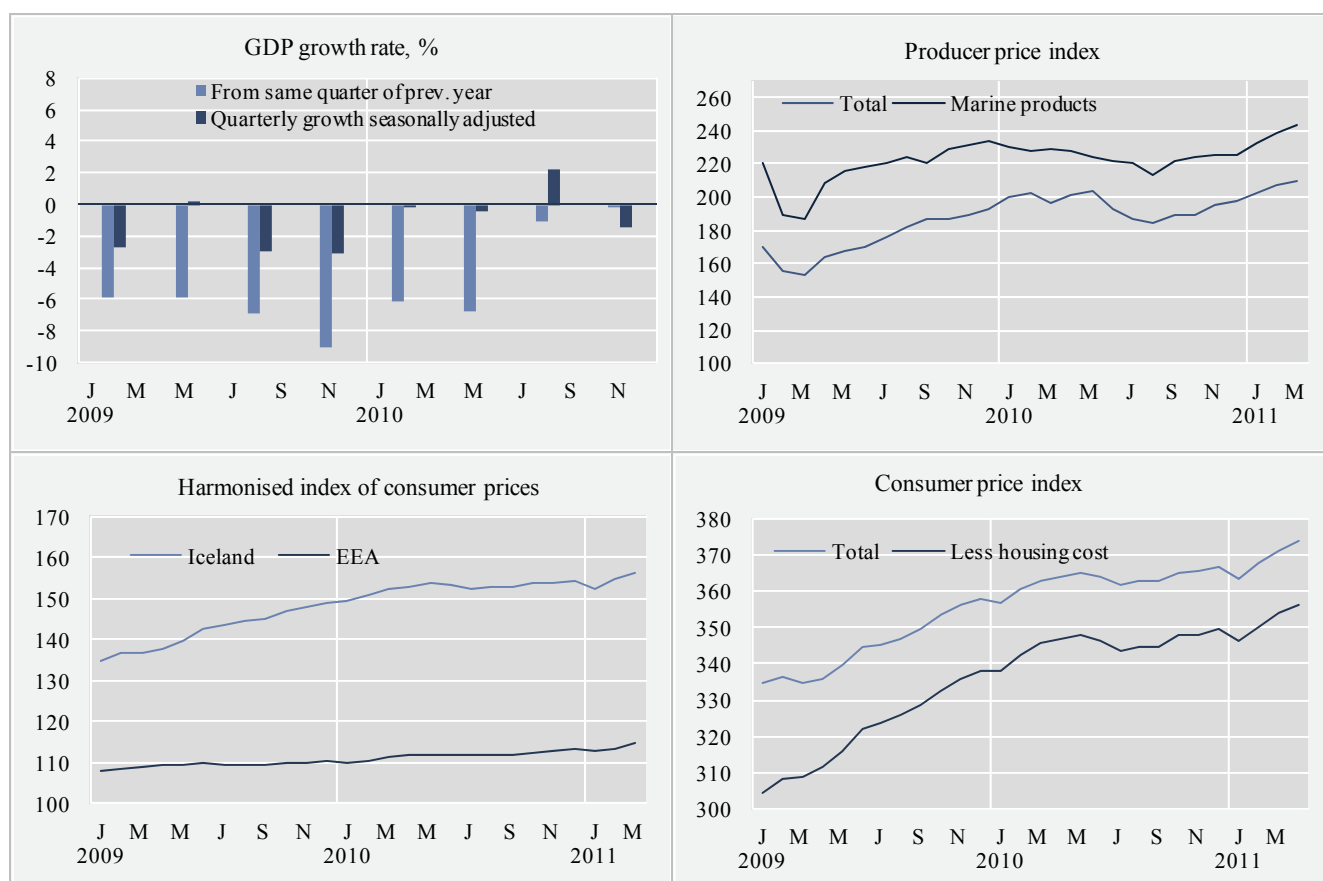 GDP growth rate, %
8
6
4
2
0
-2
-4
-6
-8
-10
From same quarter of prev. year
Quarterly growth seasonally adjusted
J M M J S N J M M J S N
2009 2010
Producer price index
260
240
220
200
180
160
140
120
100
Total Marine products
J M M J S N J M M J S N J M
2009 2010 2011
Harmonised index of consumer prices
170
160
150
140
130
120
110
100
Iceland EEA
J M M J S N J M M J S N J M
2009 2010 2011
Consumer price index
380
370
360
350
340
330
320
310
300
Total Less housing cost
J M M J S N J M M J S N J M
2009 2010 2011